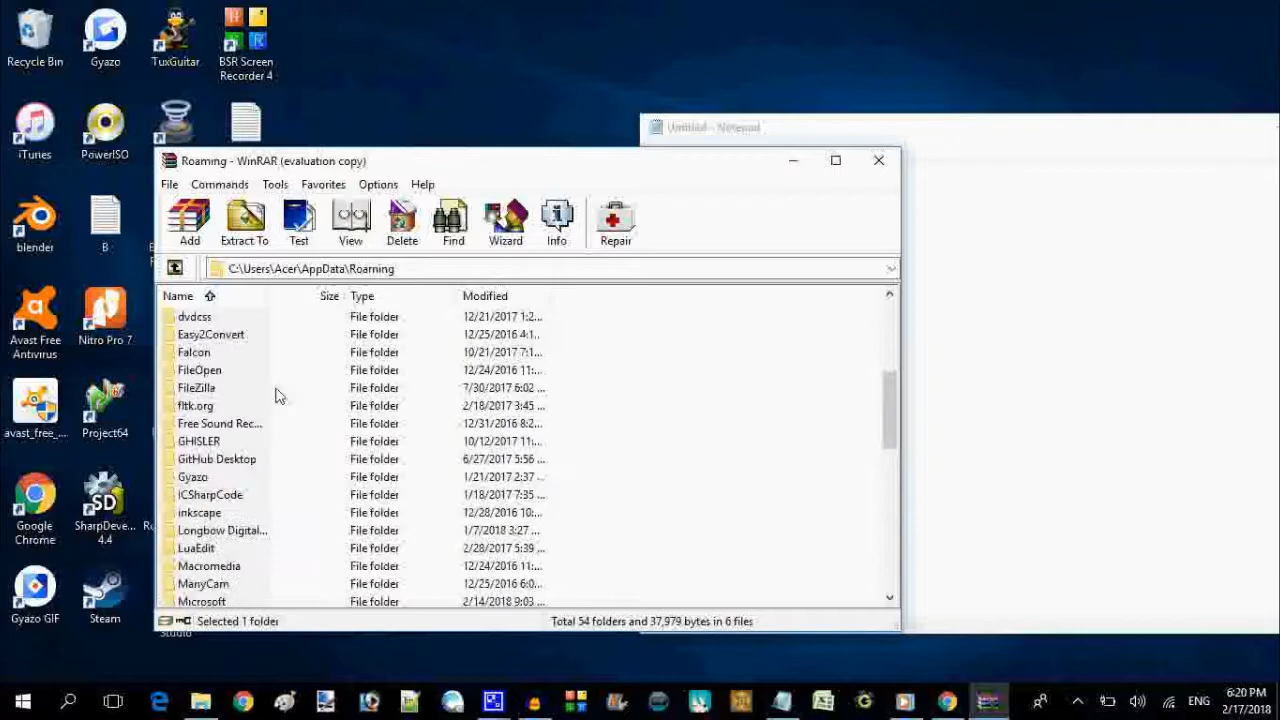 Recycle Bin
Gyazo
TuxGuitar
BSR Screen
Recorder 4
iTunes
PowerISO
Untitled - Notepad
Roaming - WinRAR (evaluation copy)
File Commands Tools Favorites Options Help
Add Extract To Test View Delete Find Wizard Info Repair
C:\Users\Acer\AppData\Roaming
Name Size Type Modified
dvdcss File folder 12/21/2017 1:2...
Easy2Convert File folder 12/25/2016 4:1...
Falcon File folder 10/21/2017 7:1...
FileOpen File folder 12/24/2016 11:...
FileZilla File folder 7/30/2017 6:02 ...
fltk.org File folder 2/18/2017 3:45 ...
Free Sound Rec... File folder 12/31/2016 8:2...
GHISLER File folder 10/12/2017 11:...
GitHub Desktop File folder 6/27/2017 5:56 ...
Gyazo File folder 1/21/2017 2:37 ...
ICSharpCode File folder 1/18/2017 7:35 ...
inkscape File folder 12/28/2016 10:...
Longbow Digital... File folder 1/7/2018 3:27 ...
LuaEdit File folder 2/28/2017 5:39 ...
Macromedia File folder 12/24/2016 11:...
ManyCam File folder 12/25/2016 6:0...
Microsoft File folder 2/14/2018 9:03 ...
Selected 1 folder Total 54 folders and 37,979 bytes in 6 files
blender
B
Avast Free
Antivirus
Nitro Pro 7
avast_free_...
Project64
Google
Chrome
SharpDeve...
4.4
Gyazo GIF
Steam
Studio
ENG
6:20 PM
2/17/2018